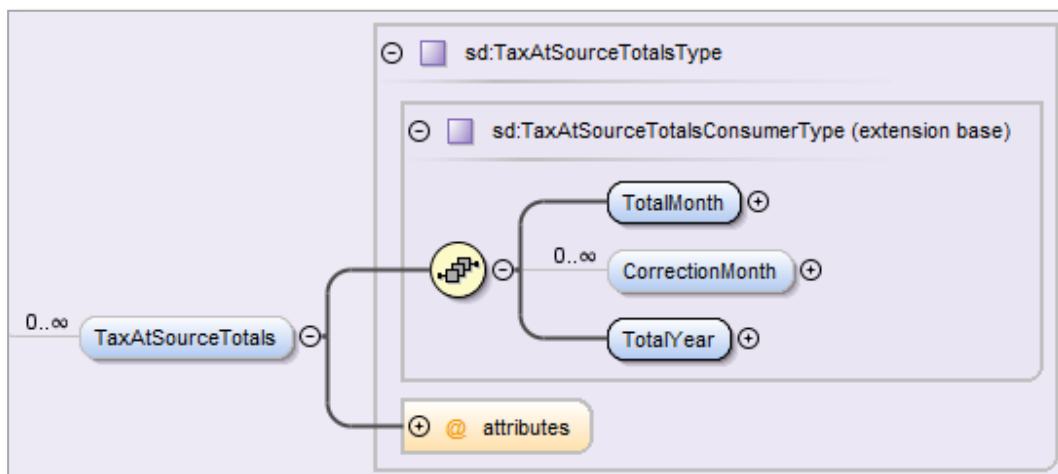 sd:TaxAtSourceTotalsType
sd:TaxAtSourceTotalsConsumerType (extension base)
TotalMonth
0..∞
CorrectionMonth
0..∞
TaxAtSourceTotals
TotalYear
@ attributes